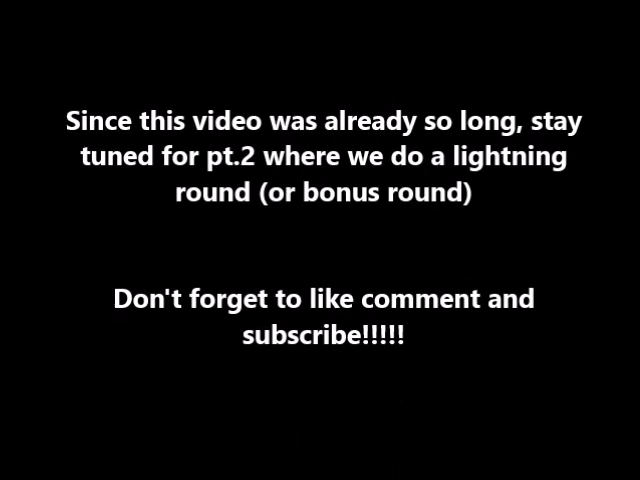 Since this video was already so long, stay
tuned for pt.2 where we do a lightning
round (or bonus round)
Don't forget to like comment and
subscribe!!!!!